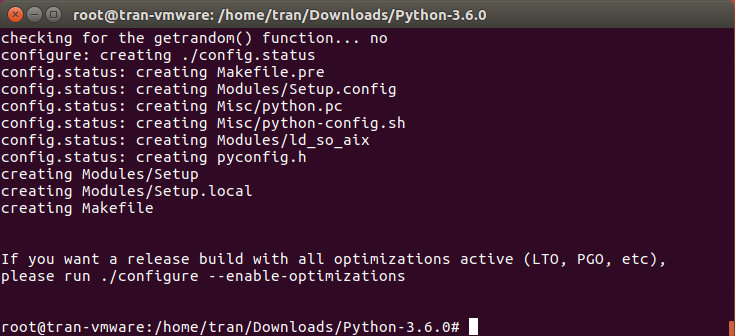 root@tran-vmware: /home/tran/Downloads/Python-3.6.0
checking for the getrandom() function... no
configure: creating ./config.status
config.status: creating Makefile.pre
config.status: creating Modules/Setup.config
config.status: creating Misc/python.pc
config.status: creating Misc/python-config.sh
config.status: creating Modules/ld_so_aix
config.status: creating pyconfig.h
creating Modules/Setup
creating Modules/Setup.local
creating Makefile
If you want a release build with all optimizations active (LTO, PGO, etc),
please run ./configure --enable-optimizations
root@tran-vmware:/home/tran/Downloads/Python-3.6.0#